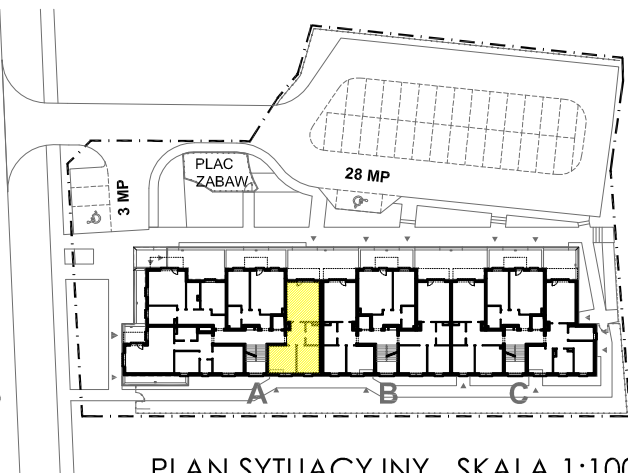 28 MP
PLAC
ZABAW
3 MP
A B C
PLAN SYTUACYJNY SKALA 1:100